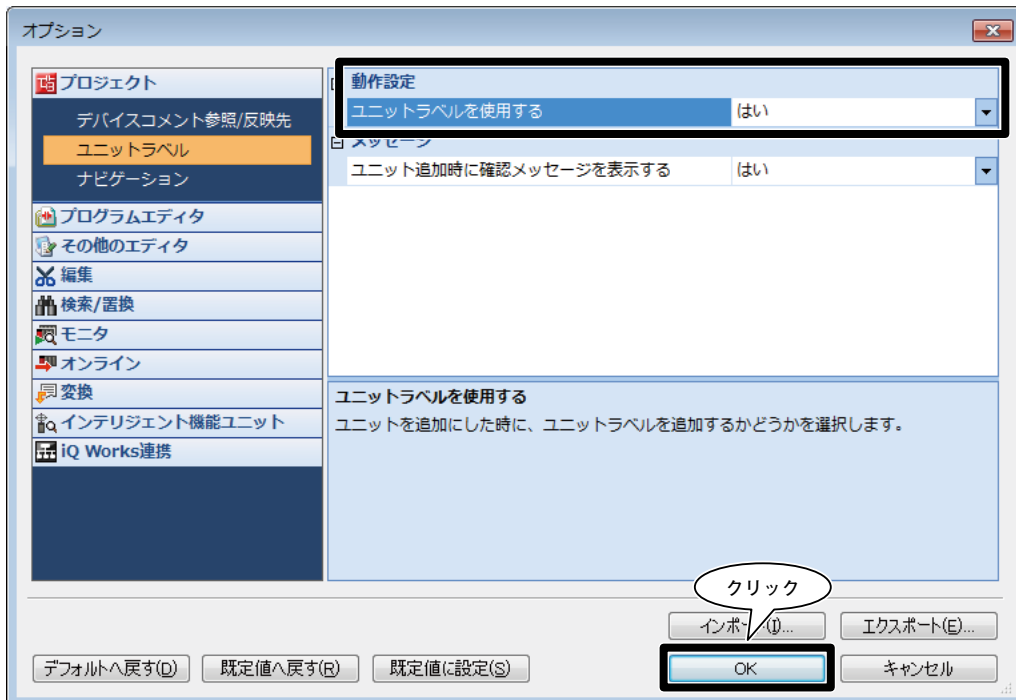 オプション
プロジェクト
デバイスコメント参照/反映先
ユニットラベル
ナビゲーション
プログラムエディタ
その他のエディタ
編集
検索/置換
モニタ
オンライン
変換
インテリジェント機能ユニット
iQ Works連携
動作設定
ユニットラベルを使用する はい
メッセージ
ユニット追加時に確認メッセージを表示する はい
ユニットラベルを使用する
ユニットを追加にした時に、ユニットラベルを追加するかどうかを選択します。
クリック
インポート(I)... エクスポート(E)...
デフォルトへ戻す(D) 既定値へ戻す(R) 既定値に設定(S) OK キャンセル